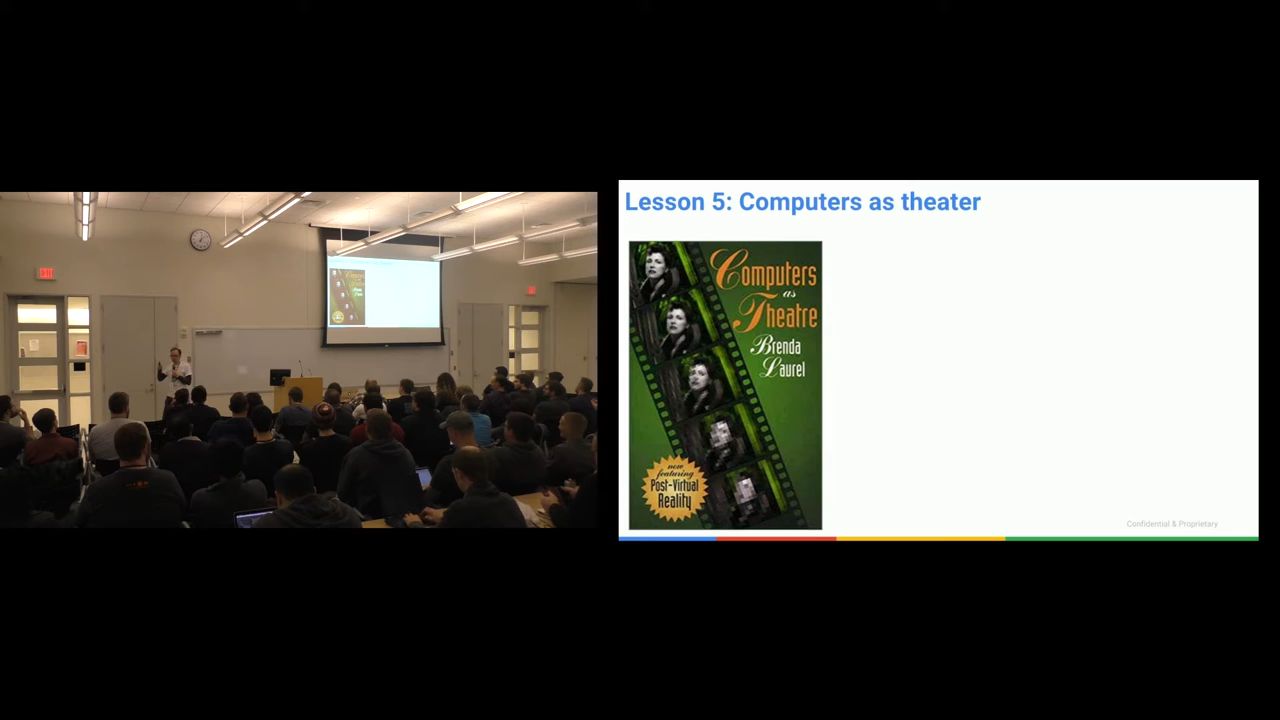 Lesson 5: Computers as theater
Computers
as
Theatre
Brenda
Laurel
now
featuring
Post-Virtual
Reality
Confidential & Proprietary